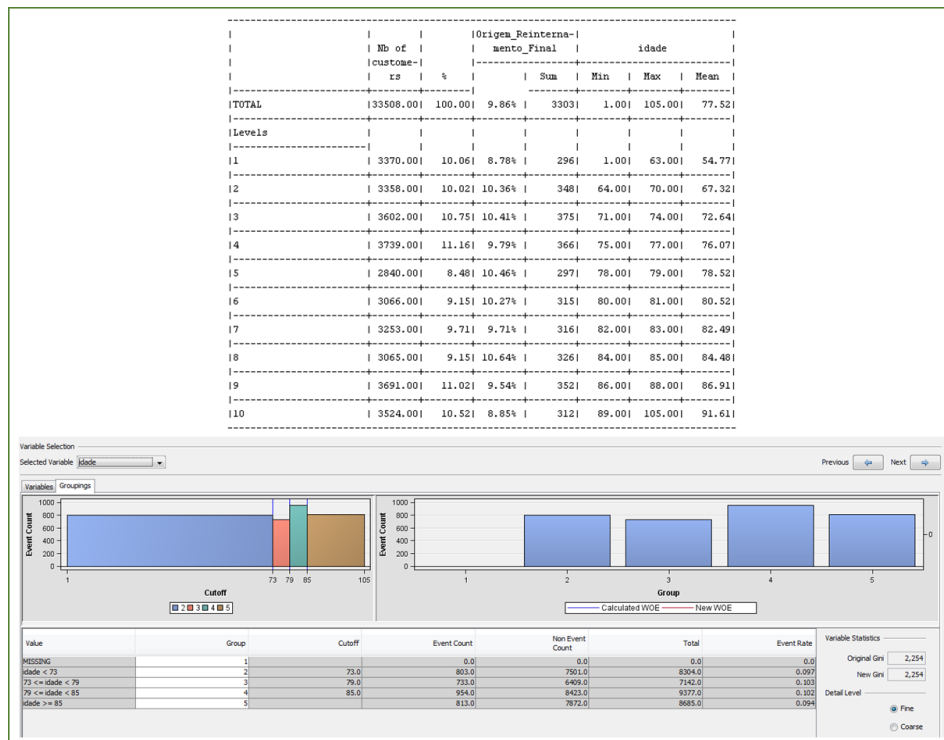 -----------------------------------------------------------------------------------------
|                        |         |       |Origem_Reinterna-|                          |
|                        |  Nb of  |       |   mento_Final    |          idade           |
|                        |custome- |       |------------------+--------------------------|
|                        |   rs    |   %   |         |   Sum  |  Min   |  Max   |  Mean  |
|------------------------+---------+-------|         --------+--------+--------+--------|
|TOTAL                   |33508.00| 100.00|  9.86% |    3303|    1.00|  105.00|   77.52|
|------------------------+---------+-------+---------+--------+--------+--------+--------|
|Levels                  |         |       |         |        |        |        |        |
|------------------------|         |       |         |        |        |        |        |
|1                       | 3370.00|  10.06|  8.78% |     296|    1.00|   63.00|   54.77|
|------------------------+---------+-------+---------+--------+--------+--------+--------|
|2                       | 3358.00|  10.02| 10.36% |     348|   64.00|   70.00|   67.32|
|------------------------+---------+-------+---------+--------+--------+--------+--------|
|3                       | 3602.00|  10.75| 10.41% |     375|   71.00|   74.00|   72.64|
|------------------------+---------+-------+---------+--------+--------+--------+--------|
|4                       | 3739.00|  11.16|  9.79% |     366|   75.00|   77.00|   76.07|
|------------------------+---------+-------+---------+--------+--------+--------+--------|
|5                       | 2840.00|   8.48| 10.46% |     297|   78.00|   79.00|   78.52|
|------------------------+---------+-------+---------+--------+--------+--------+--------|
|6                       | 3066.00|   9.15| 10.27% |     315|   80.00|   81.00|   80.52|
|------------------------+---------+-------+---------+--------+--------+--------+--------|
|7                       | 3253.00|   9.71|  9.71% |     316|   82.00|   83.00|   82.49|
|------------------------+---------+-------+---------+--------+--------+--------+--------|
|8                       | 3065.00|   9.15| 10.64% |     326|   84.00|   85.00|   84.48|
|------------------------+---------+-------+---------+--------+--------+--------+--------|
|9                       | 3691.00|  11.02|  9.54% |     352|   86.00|   88.00|   86.91|
|------------------------+---------+-------+---------+--------+--------+--------+--------|
|10                      | 3524.00|  10.52|  8.85% |     312|   89.00|  105.00|   91.61|
-----------------------------------------------------------------------------------------
Variable Selection
Selected Variable idade Previous Next
Variables Groupings
Event Count
1000
800
600
400
200
0
1 73 79 85 105
Cutoff
2 3 4 5
Event Count
1000
800
600
400
200
0
0
1 2 3 4 5
Group
Calculated WOE New WOE
Value Group Cutoff Event Count Non Event Count Total Event Rate
MISSING 1 0.0 0.0 0.0 0.0
idade < 73 2 73.0 803.0 7501.0 8304.0 0.097
73 <= idade < 79 3 79.0 733.0 6409.0 7142.0 0.103
79 <= idade < 85 4 85.0 954.0 8423.0 9377.0 0.102
idade >= 85 5 813.0 7872.0 8685.0 0.094
Variable Statistics
Original Gini 2,254
New Gini 2,254
Detail Level
Fine
Coarse